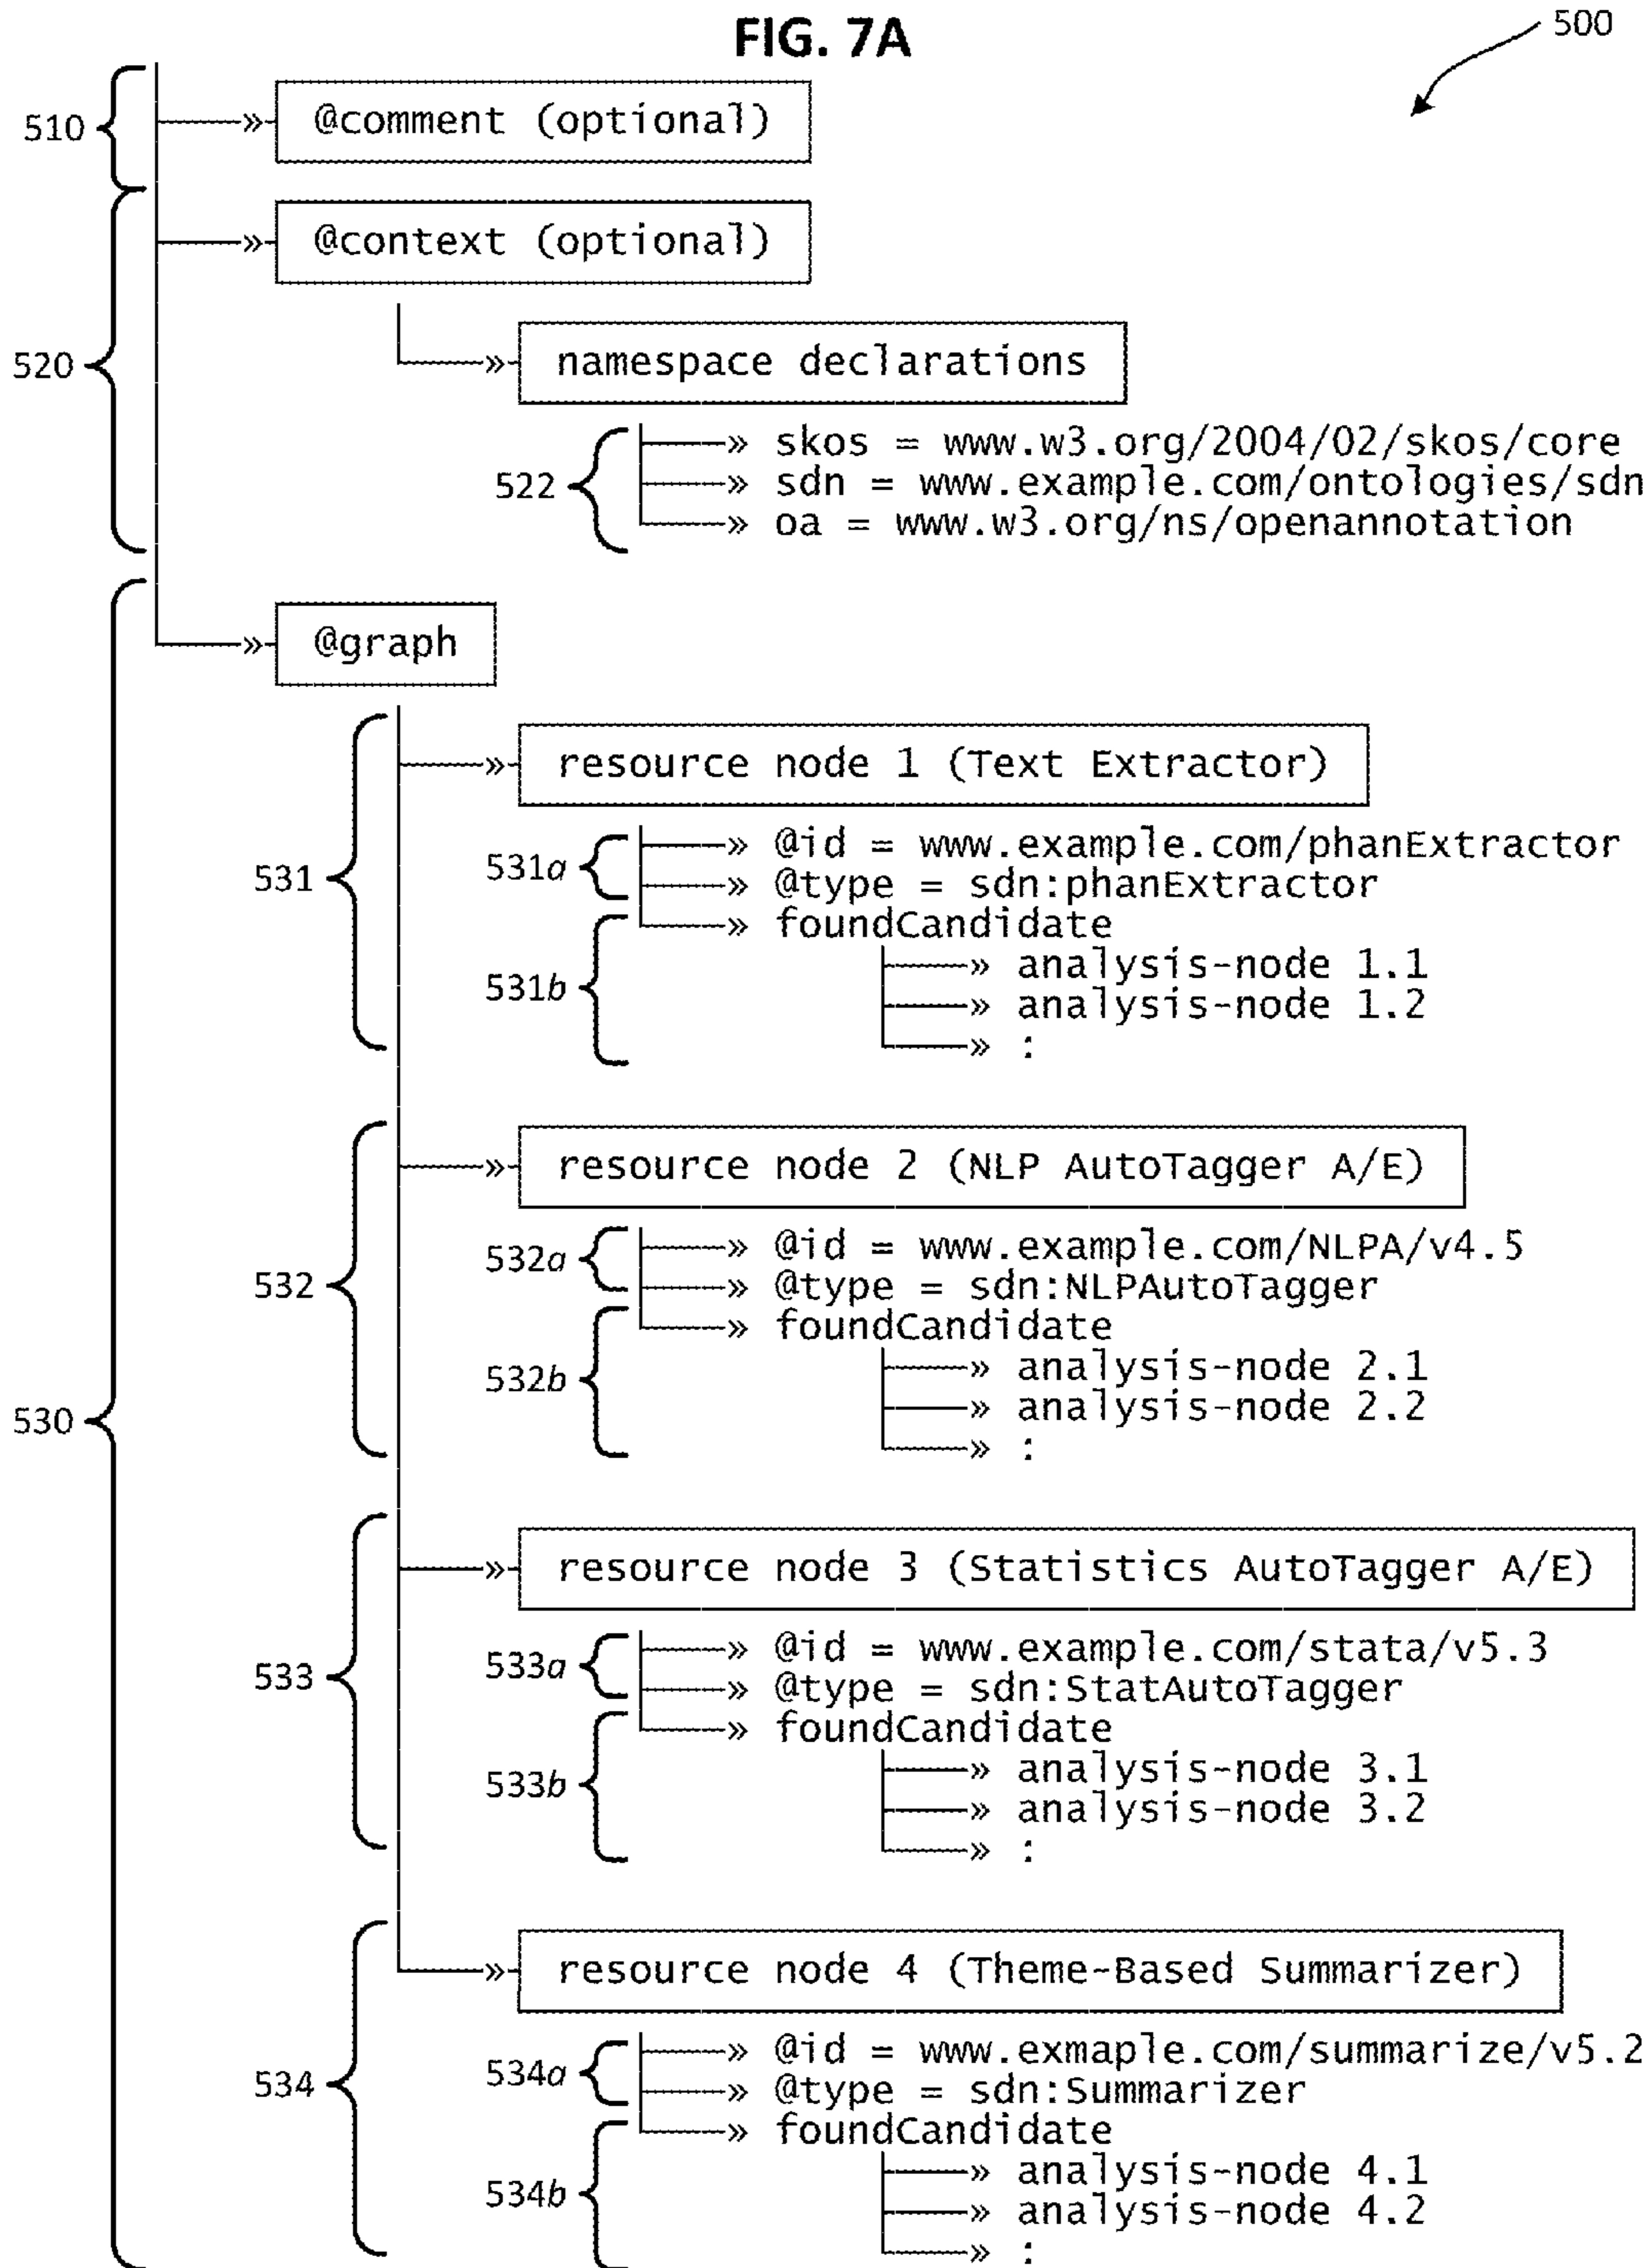 FIG. 7A
500
510
@comment (optional)
@context (optional)
520
namespace declarations
522
skos = www.w3.org/2004/02/skos/core
sdn = www.example.com/ontologies/sdn
oa = www.w3.org/ns/openannotation
530
@graph
531
resource node 1 (Text Extractor)
531a
@id = www.example.com/phanExtractor
@type = sdn:phanExtractor
531b
foundCandidate
analysis-node 1.1
analysis-node 1.2
:
532
resource node 2 (NLP AutoTagger A/E)
532a
@id = www.example.com/NLPA/v4.5
@type = sdn:NLPAutoTagger
532b
foundCandidate
analysis-node 2.1
analysis-node 2.2
:
533
resource node 3 (Statistics AutoTagger A/E)
533a
@id = www.example.com/stata/v5.3
@type = sdn:StatAutoTagger
533b
foundCandidate
analysis-node 3.1
analysis-node 3.2
:
534
resource node 4 (Theme-Based Summarizer)
534a
@id = www.exmaple.com/summarize/v5.2
@type = sdn:Summarizer
534b
foundCandidate
analysis-node 4.1
analysis-node 4.2
: